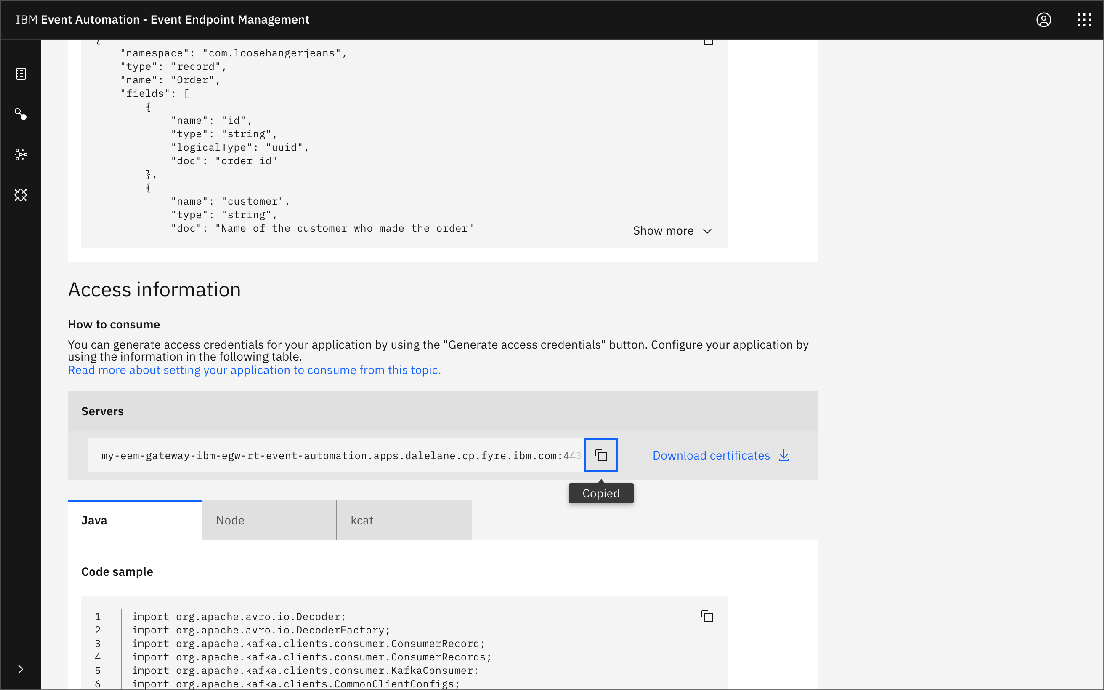 IBM Event Automation - Event Endpoint Management
{
"namespace": "com.loosehangerjeans",
"type": "record",
"name": "Order",
"fields": [
{
"name": "id",
"type": "string",
"logicalType": "uuid",
"doc": "order id"
},
{
"name": "customer",
"type": "string",
"doc": "Name of the customer who made the order"
Show more
Access information
How to consume
You can generate access credentials for your application by using the "Generate access credentials" button. Configure your application by
using the information in the following table.
Read more about setting your application to consume from this topic.
Servers
my-eem-gateway-ibm-egw-rt-event-automation.apps.dalelane.cp.fyre.ibm.com:443
Download certificates
Copied
Java
Node
kcat
Code sample
1 import org.apache.avro.io.Decoder;
2 import org.apache.avro.io.DecoderFactory;
3 import org.apache.kafka.clients.consumer.ConsumerRecord;
4 import org.apache.kafka.clients.consumer.ConsumerRecords;
5 import org.apache.kafka.clients.consumer.KafkaConsumer;
6 import org.apache.kafka.clients.CommonClientConfigs;